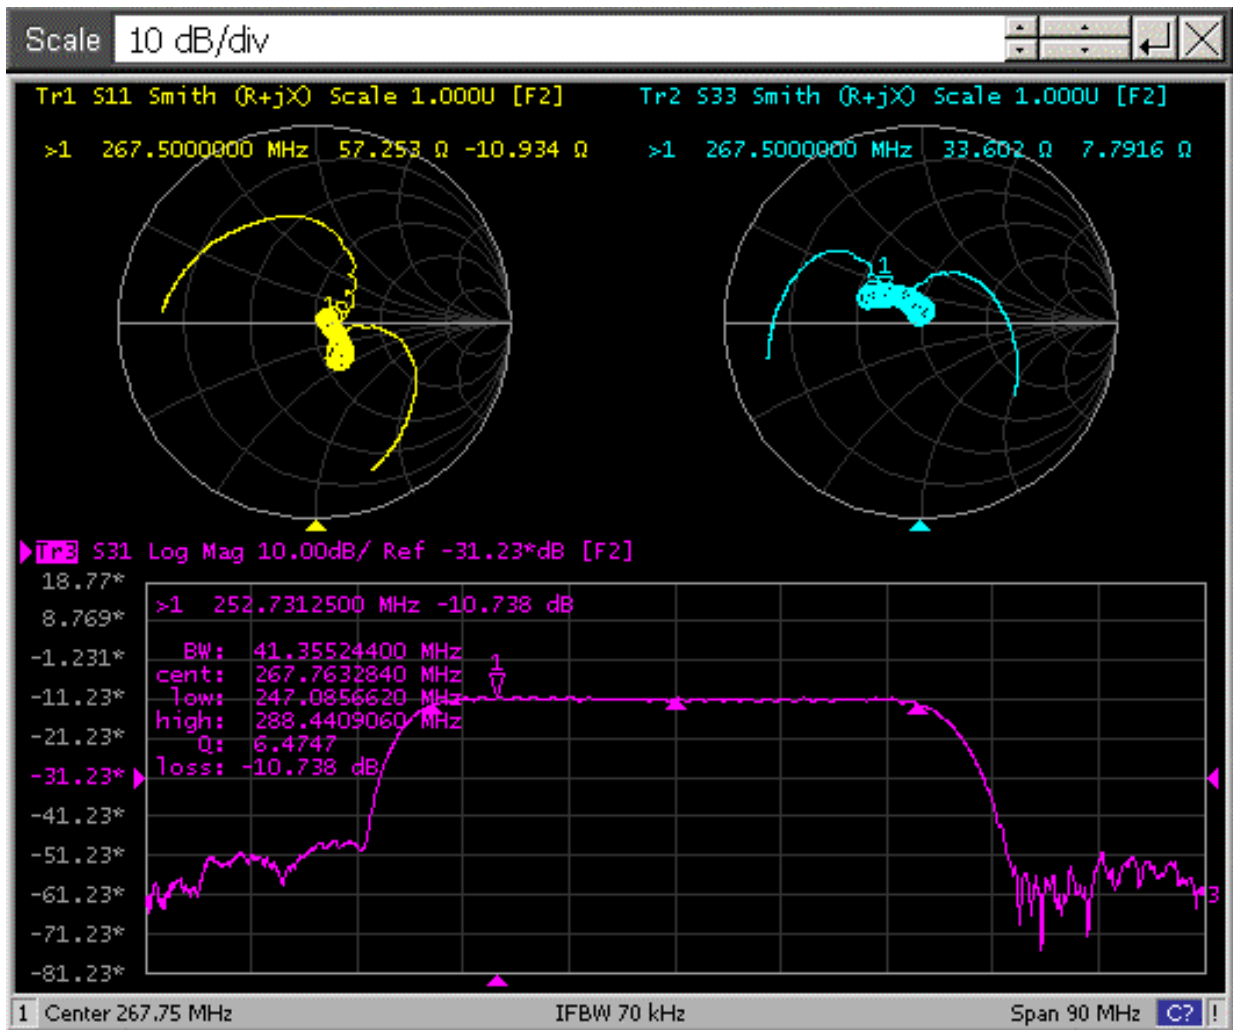 Scale 10 dB/div
Tr1 S11 Smith (R+jX) Scale 1.000U [F2]
Tr2 S33 Smith (R+jX) Scale 1.000U [F2]
>1 267.5000000 MHz 57.253 Ω -10.934 Ω
>1 267.5000000 MHz 33.602 Ω 7.7916 Ω
1
1
Tr3 S31 Log Mag 10.00dB/ Ref -31.23*dB [F2]
18.77*
8.769*
-1.231*
-11.23*
-21.23*
-31.23*
-41.23*
-51.23*
-61.23*
-71.23*
-81.23*
>1 252.7312500 MHz -10.738 dB
BW: 41.35524400 MHz
cent: 267.7632840 MHz
low: 247.0856620 MHz
high: 288.4409060 MHz
Q: 6.4747
loss: -10.738 dB
1
3
1 Center 267.75 MHz IFBW 70 kHz Span 90 MHz C? !